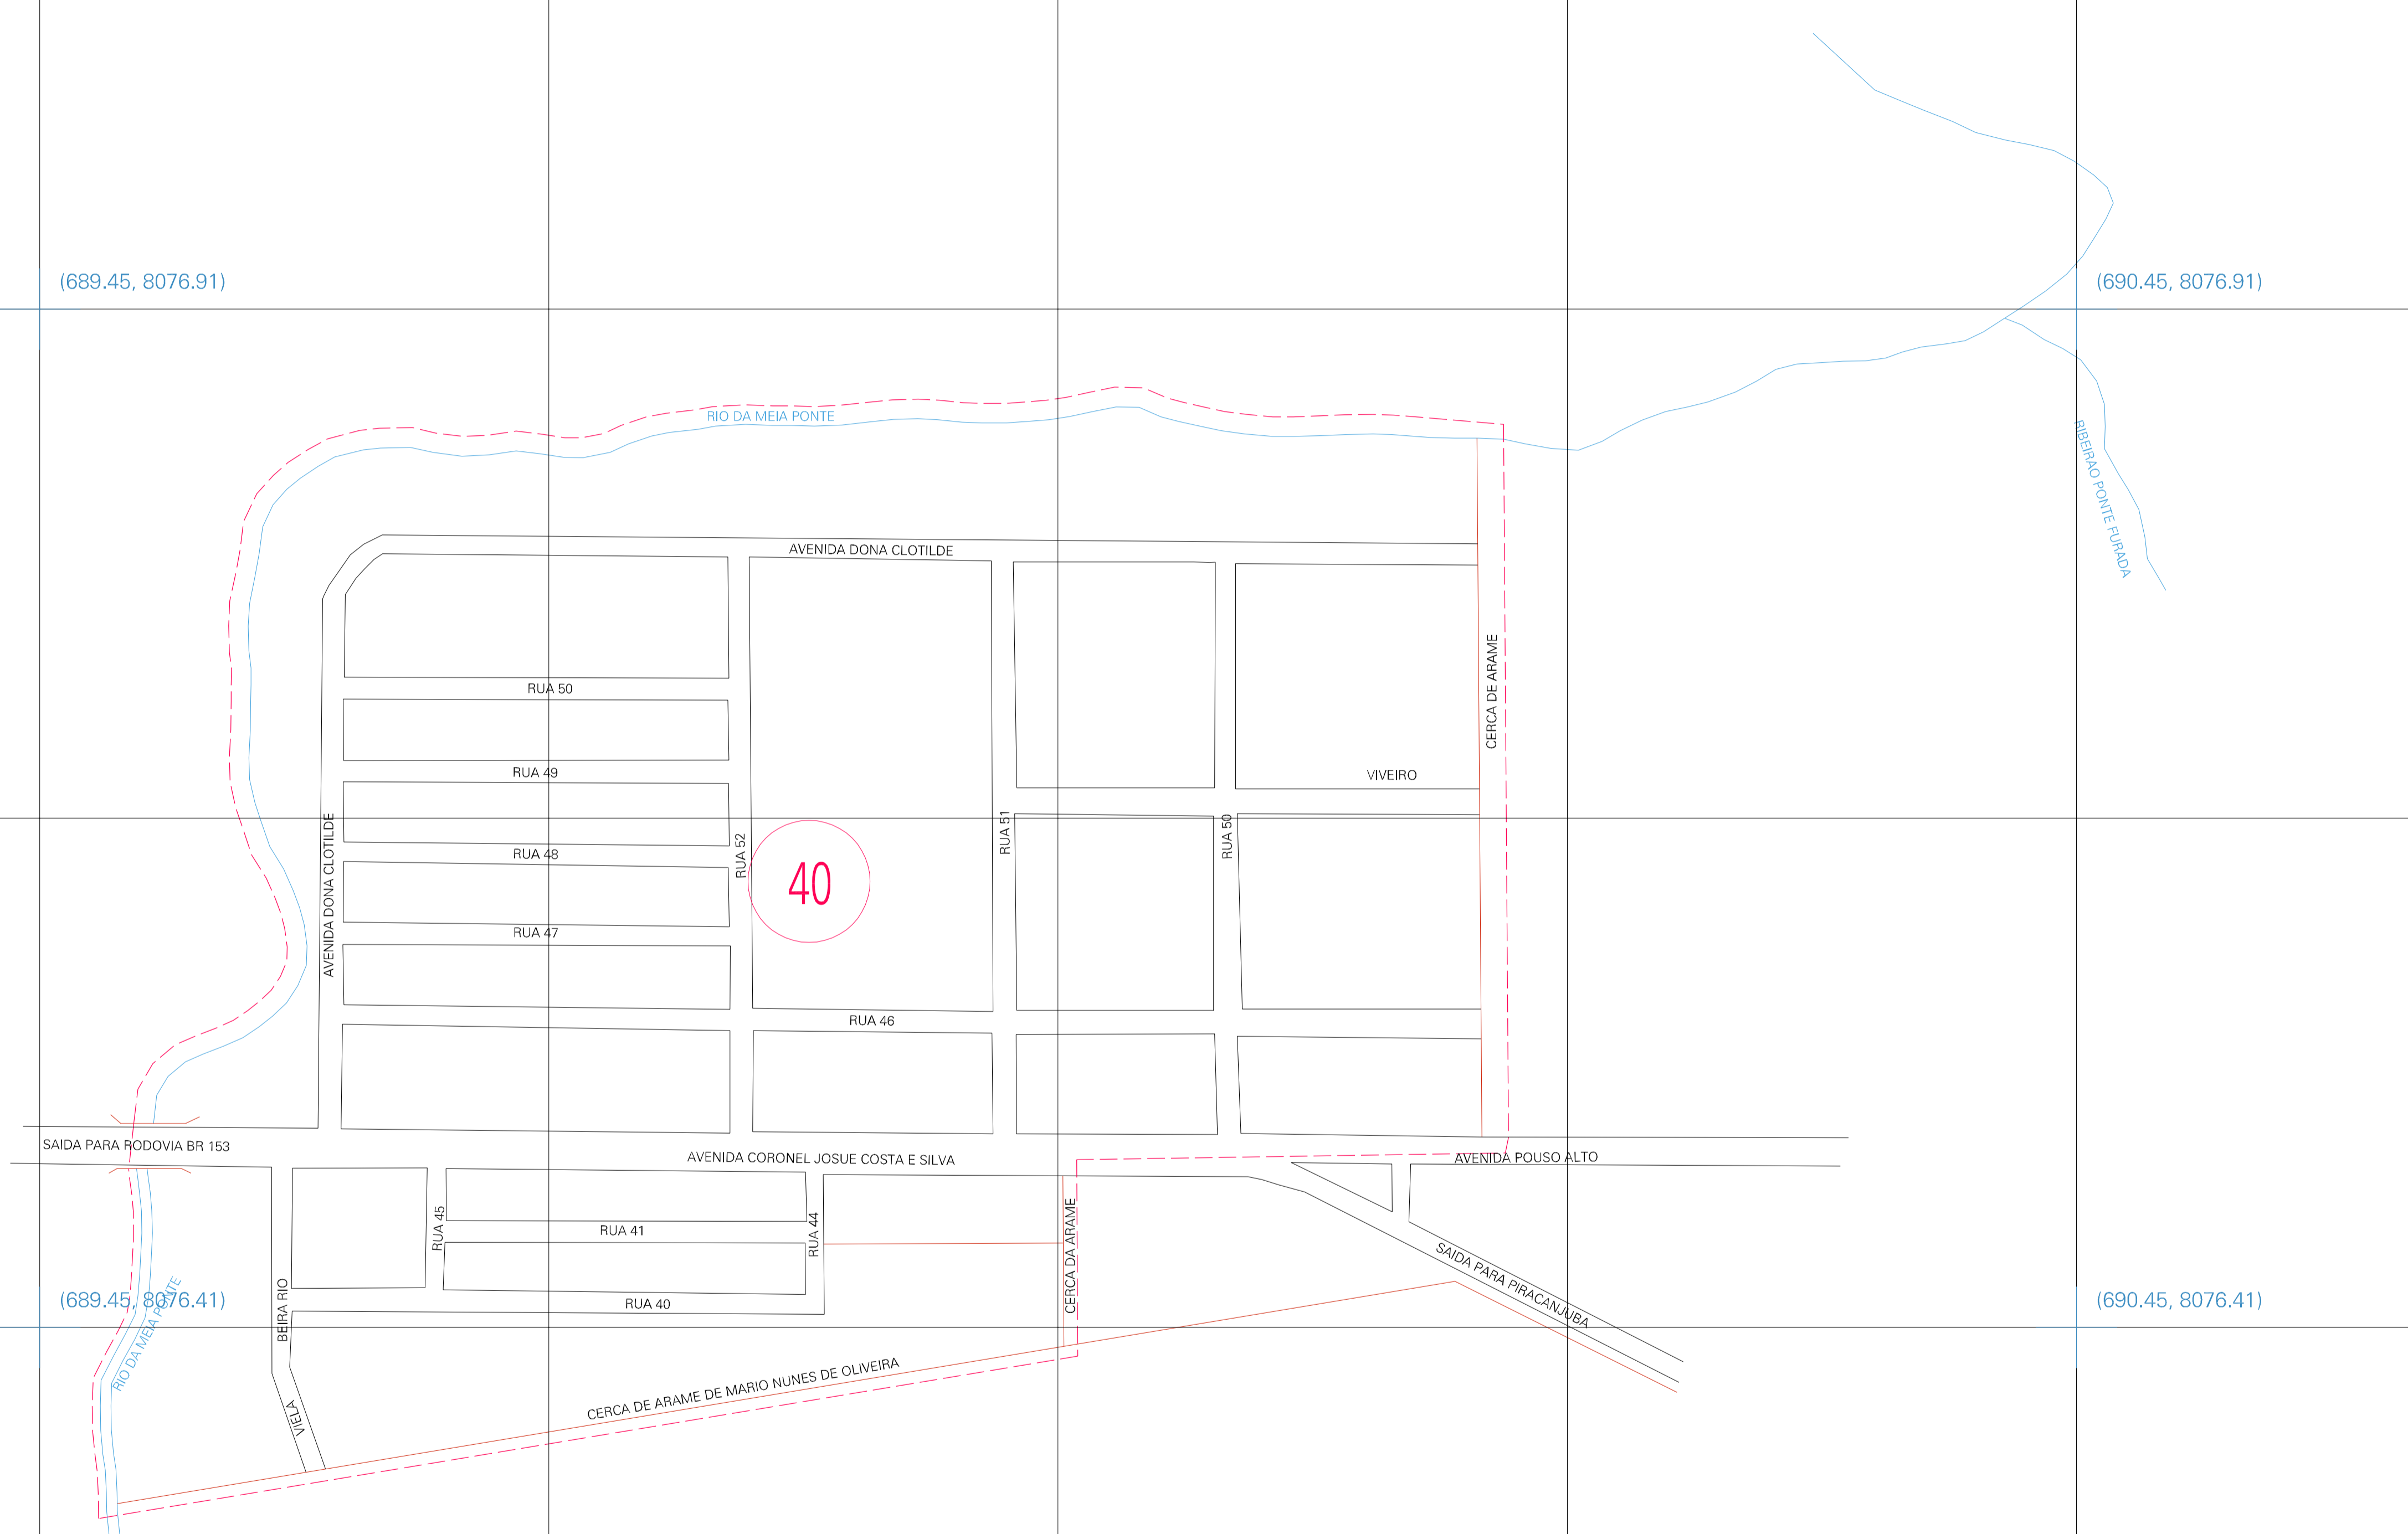 (689.45, 8076.91)
(690.45, 8076.91)
RIO DA MEIA PONTE
RIBEIRAO PONTE FURADA
AVENIDA DONA CLOTILDE
CERCA DE ARAME
RUA 50
RUA 49
VIVEIRO
AVENIDA DONA CLOTILDE
RUA 48
RUA 52
40
RUA 51
RUA 50
RUA 47
RUA 46
SAIDA PARA RODOVIA BR 153
AVENIDA CORONEL JOSUE COSTA E SILVA
AVENIDA POUSO ALTO
RUA 45
RUA 41
RUA 44
CERCA DA ARAME
SAIDA PARA PIRACANJUBA
(689.45, 8076.41)
RIO DA MEIA PONTE
BEIRA RIO
RUA 40
(690.45, 8076.41)
CERCA DE ARAME DE MARIO NUNES DE OLIVEIRA
VIELA